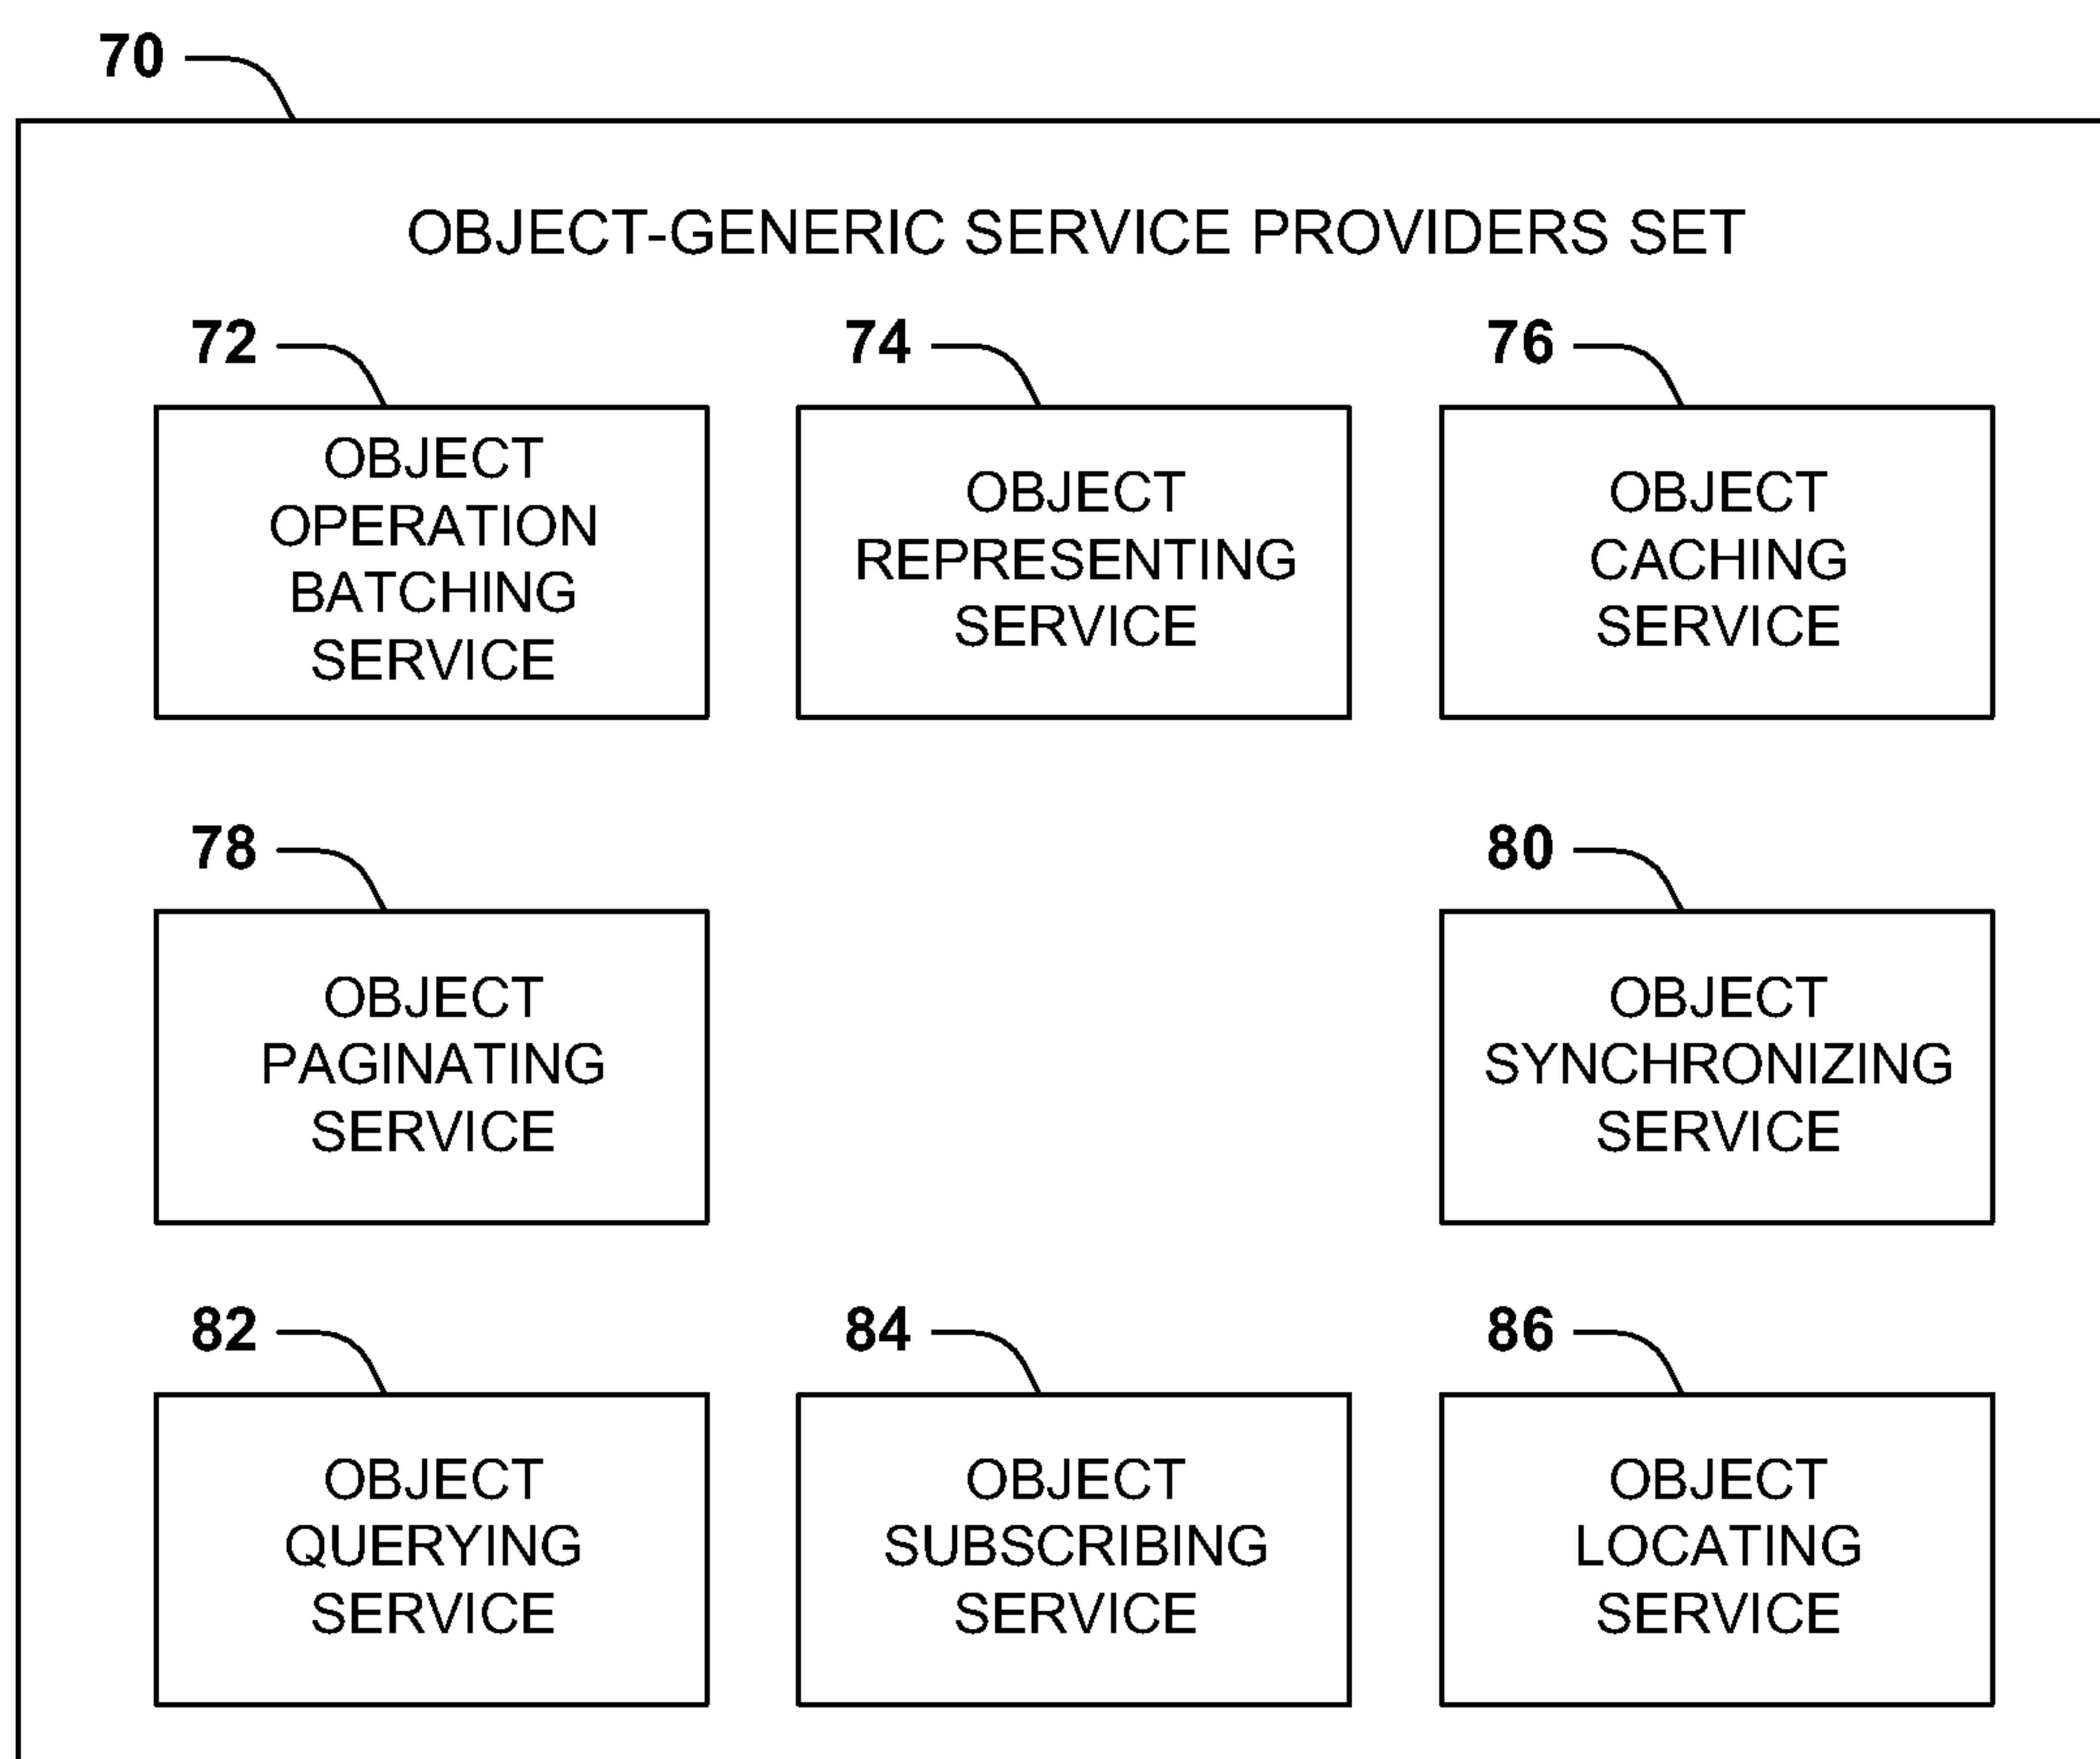 70
OBJECT-GENERIC SERVICE PROVIDERS SET
72
OBJECT
OPERATION
BATCHING
SERVICE
74
OBJECT
REPRESENTING
SERVICE
76
OBJECT
CACHING
SERVICE
78
OBJECT
PAGINATING
SERVICE
80
OBJECT
SYNCHRONIZING
SERVICE
82
OBJECT
QUERYING
SERVICE
84
OBJECT
SUBSCRIBING
SERVICE
86
OBJECT
LOCATING
SERVICE